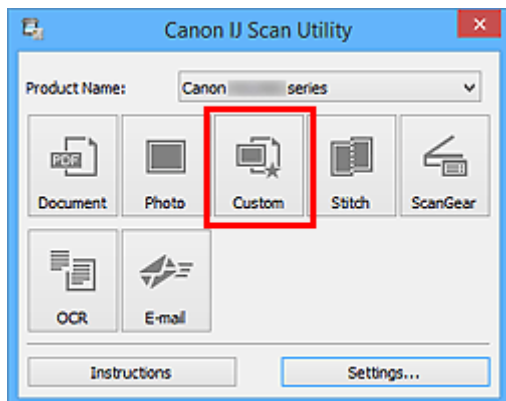 Canon IJ Scan Utility
Product Name: Canon series
PDF
Document Photo Custom Stitch ScanGear
OCR E-mail
Instructions Settings...